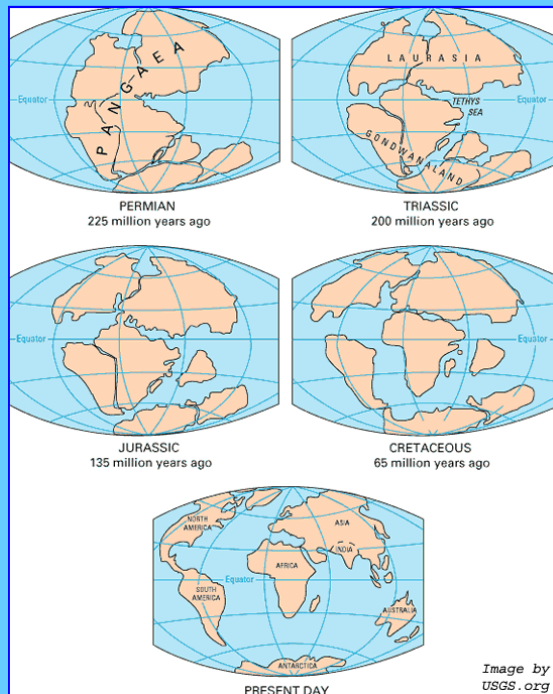 PANGAEA
Equator
PERMIAN
225 million years ago
LAURASIA
Equator
TETHYS
SEA
GONDWANALAND
TRIASSIC
200 million years ago
Equator
JURASSIC
135 million years ago
Equator
CRETACEOUS
65 million years ago
NORTH
AMERICA
ASIA
INDIA
AFRICA
Equator
SOUTH
AMERICA
AUSTRALIA
ANTARCTICA
PRESENT DAY
Image by
USGS.org